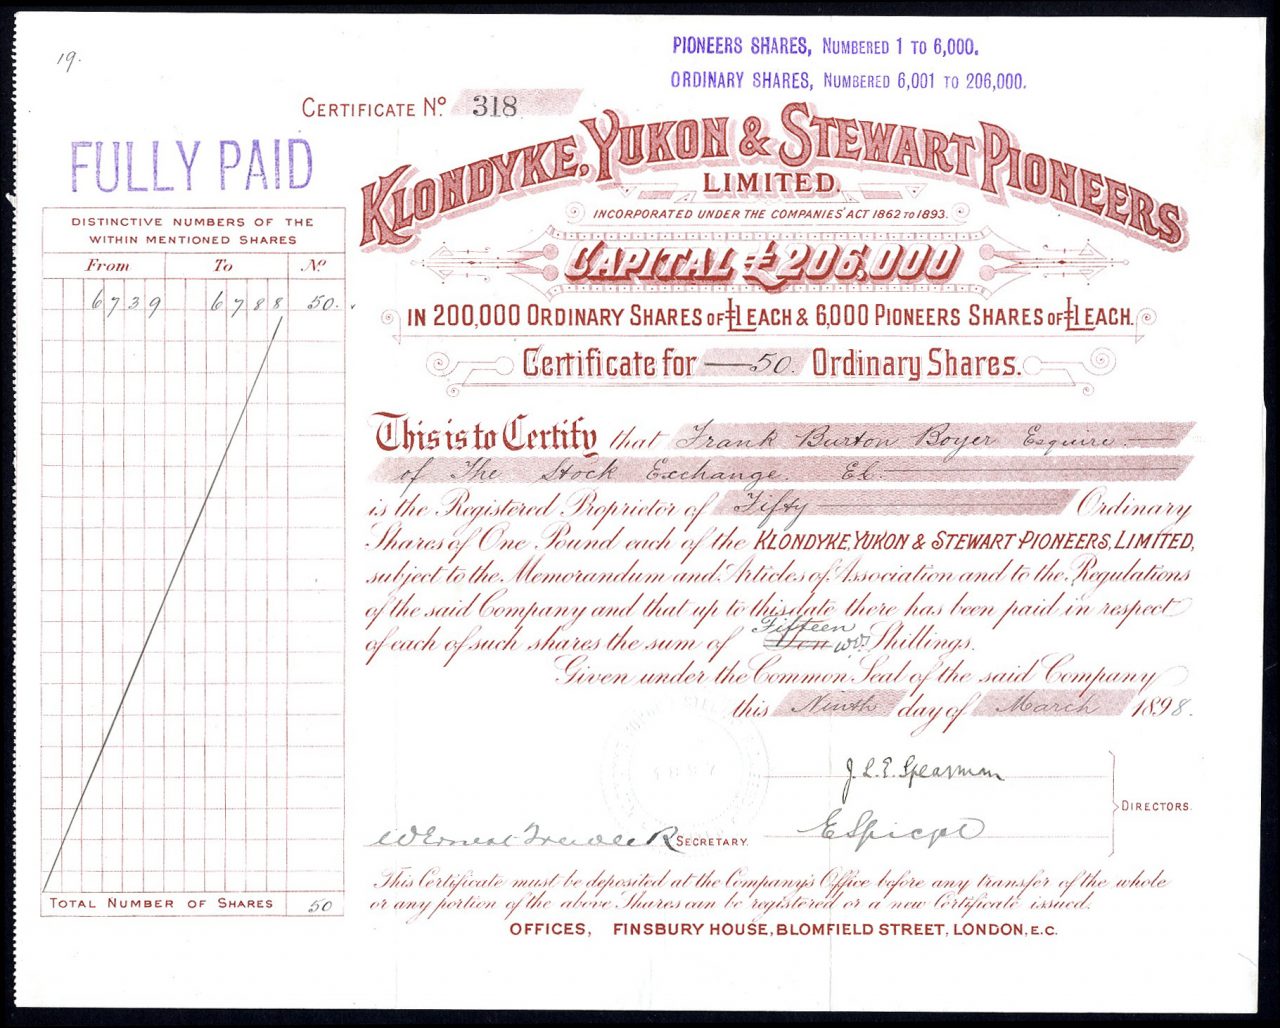 19.
PIONEERS SHARES, NUMBERED 1 TO 6,000.
ORDINARY SHARES, NUMBERED 6,001 TO 206,000.
CERTIFICATE No. 318
FULLY PAID
KLONDYKE, YUKON & STEWART PIONEERS
LIMITED.
INCORPORATED UNDER THE COMPANIES' ACT 1862 TO 1893.
CAPITAL £206,000
IN 200,000 ORDINARY SHARES OF £1 EACH & 6,000 PIONEERS SHARES OF £1 EACH.
Certificate for — 50. Ordinary Shares.
DISTINCTIVE NUMBERS OF THE
WITHIN MENTIONED SHARES
From To No
6739 6788 50.
TOTAL NUMBER OF SHARES 50
This is to Certify that Frank Burton Boyer Esquire
of The Stock Exchange. EC.
is the Registered Proprietor of Fifty Ordinary
Shares of One Pound each of the KLONDYKE, YUKON & STEWART PIONEERS, LIMITED,
subject to the Memorandum and Articles of Association and to the Regulations
of the said Company and that up to this date there has been paid in respect
of each of such shares the sum of Fifteen Shillings.
Given under the Common Seal of the said Company
this Ninth day of March 1898.
J. L. E. Spearman
DIRECTORS.
SECRETARY.
This Certificate must be deposited at the Company's Office before any transfer of the whole
or any portion of the above Shares can be registered or a new Certificate issued.
OFFICES, FINSBURY HOUSE, BLOMFIELD STREET, LONDON, E.C.